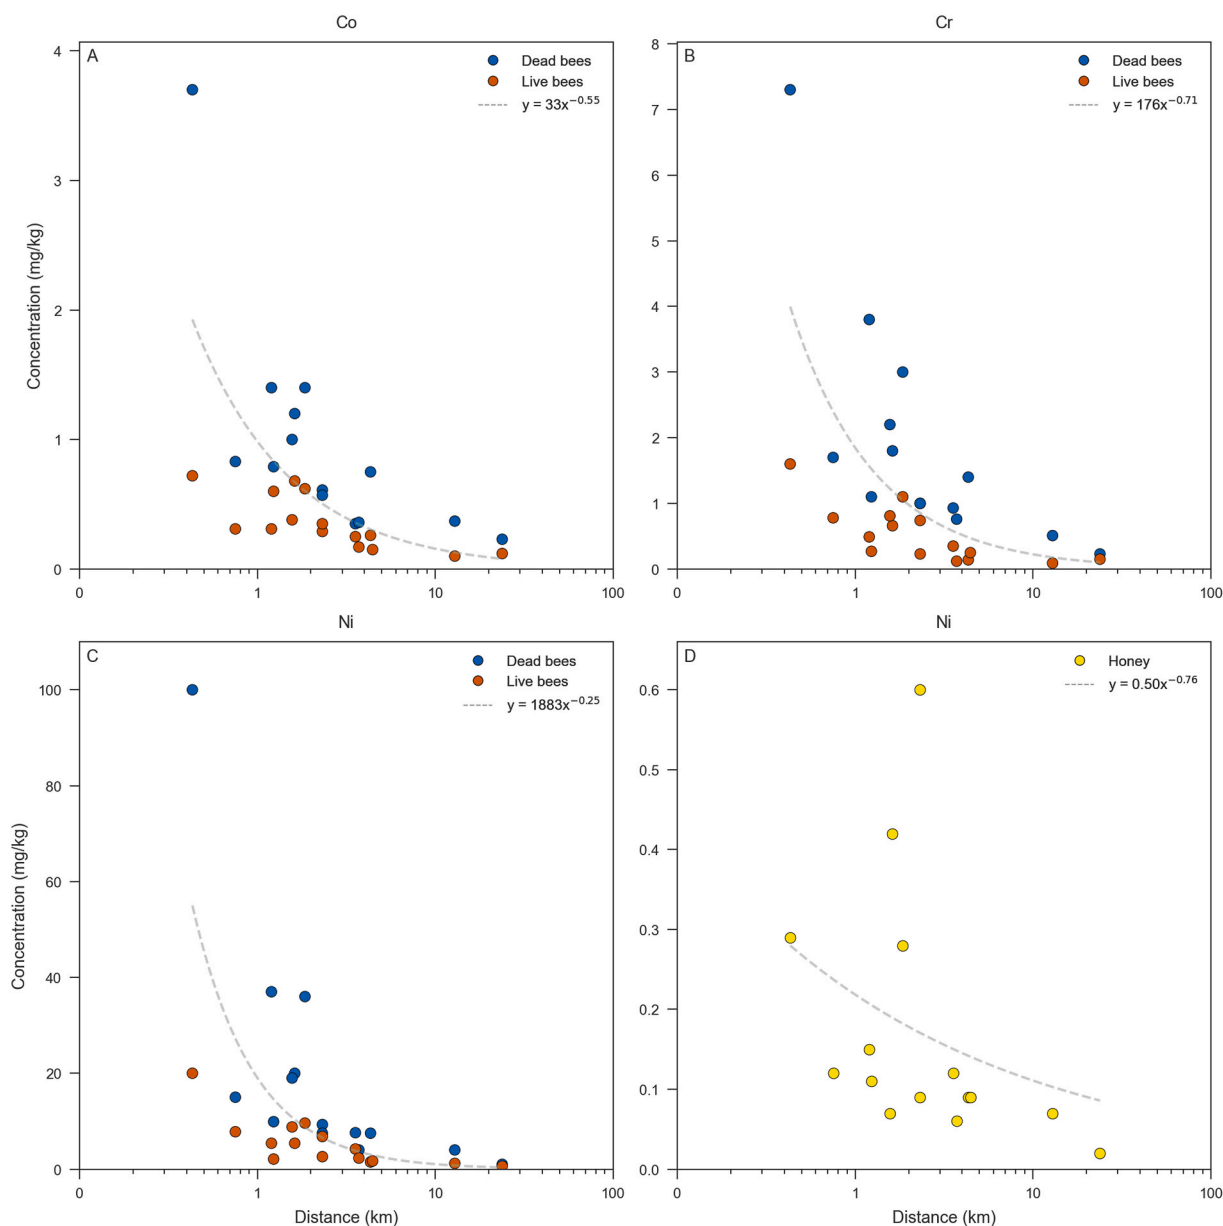 Co
A
Dead bees
Live bees
y = 33x^−0.55
4
3
2
1
0
Concentration (mg/kg)
0 1 10 100
Cr
B
Dead bees
Live bees
y = 176x^−0.71
8
7
6
5
4
3
2
1
0
0 1 10 100
Ni
C
Dead bees
Live bees
y = 1883x^−0.25
100
80
60
40
20
0
Concentration (mg/kg)
0 1 10 100
Distance (km)
Ni
D
Honey
y = 0.50x^−0.76
0.6
0.5
0.4
0.3
0.2
0.1
0.0
0 1 10 100
Distance (km)